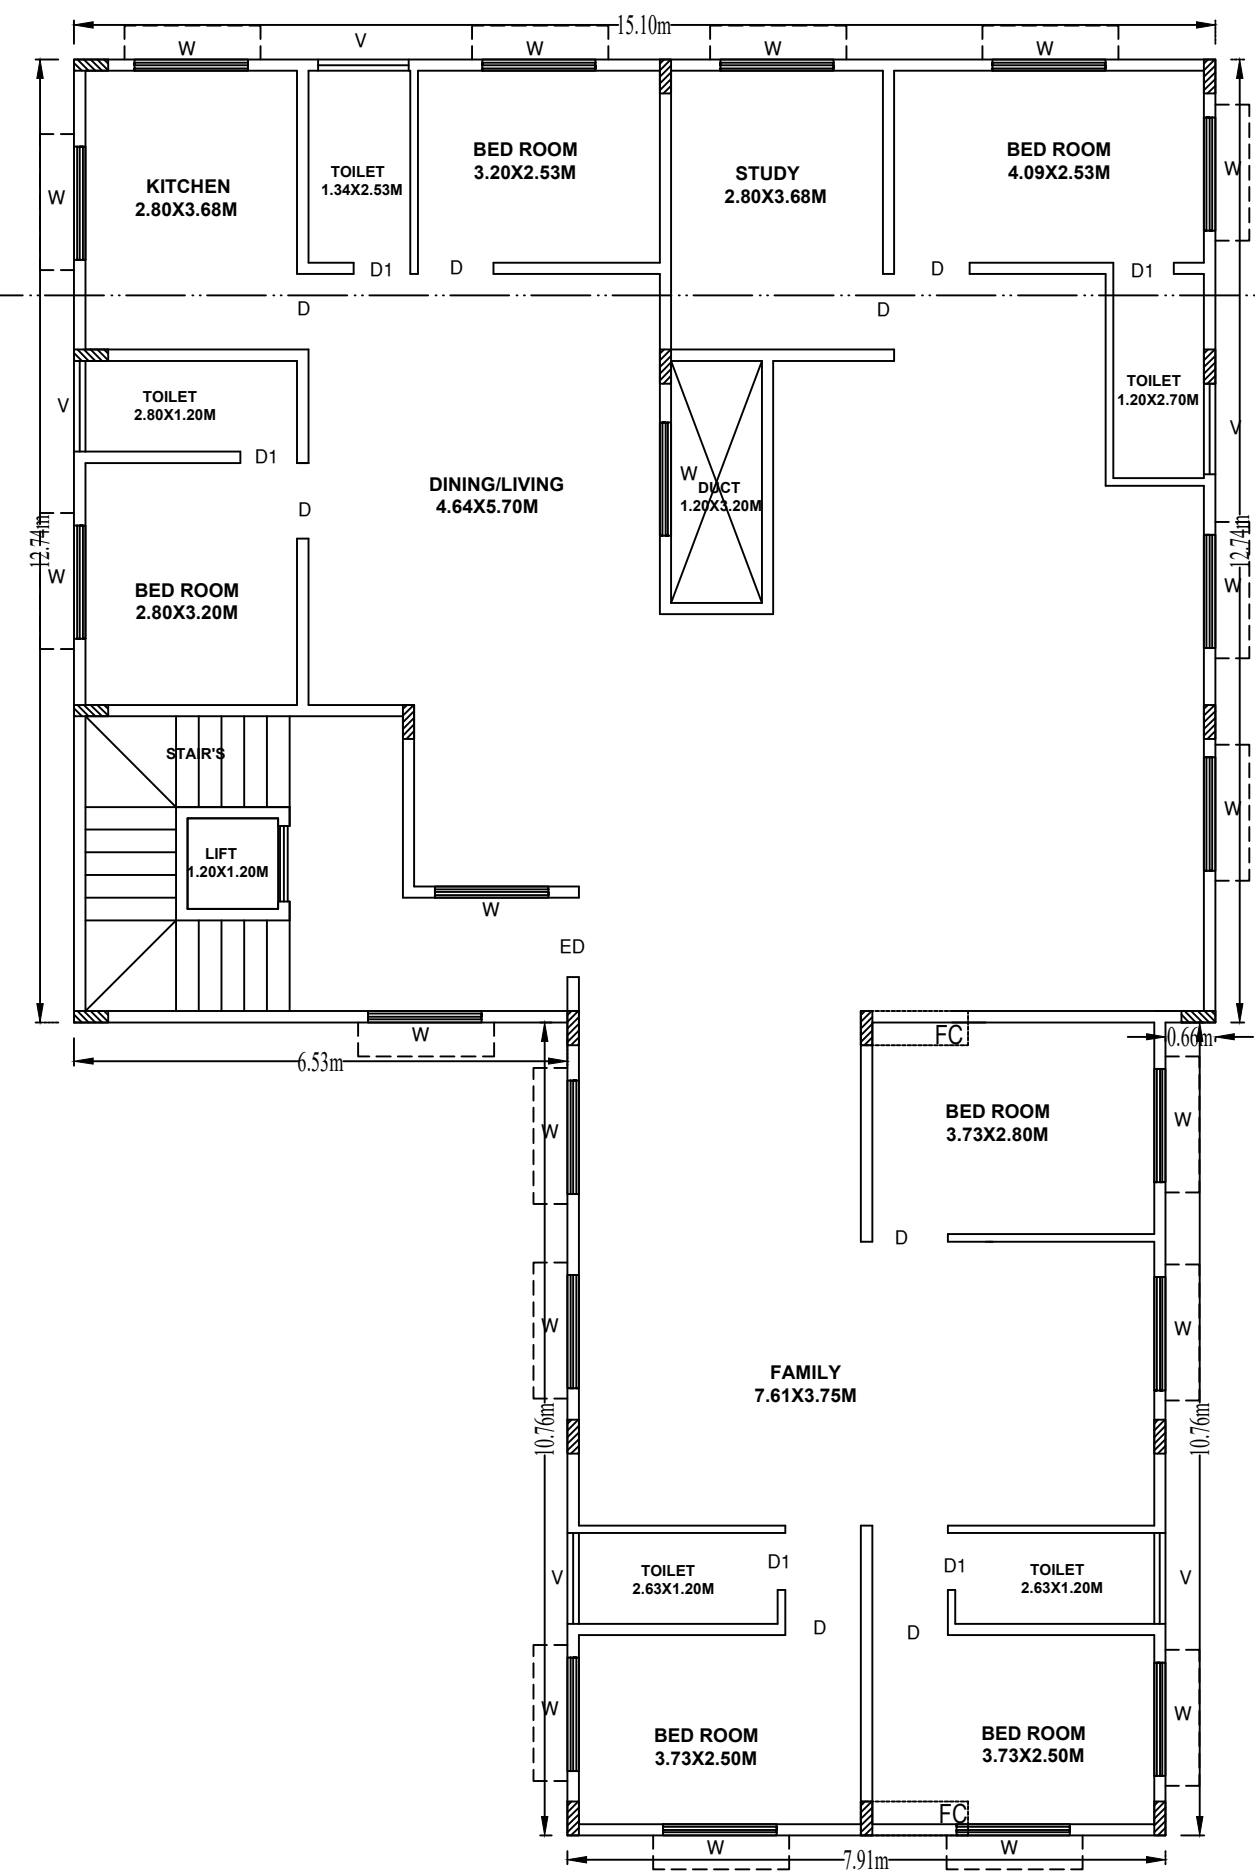 15.10m
W
V
W
W
W
BED ROOM
3.20X2.53M
BED ROOM
4.09X2.53M
TOILET
1.34X2.53M
STUDY
2.80X3.68M
KITCHEN
2.80X3.68M
W
W
D1
D
D
D1
D
D
TOILET
2.80X1.20M
TOILET
1.20X2.70M
V
V
D1
W
DINING/LIVING
4.64X5.70M
DUCT
1.20X3.20M
D
12.74m
12.74m
W
W
BED ROOM
2.80X3.20M
STAIR'S
W
LIFT
1.20X1.20M
W
ED
W
FC
0.66m
6.53m
BED ROOM
3.73X2.80M
W
W
D
W
W
FAMILY
7.61X3.75M
10.76m
10.76m
TOILET
2.63X1.20M
D1
D1
TOILET
2.63X1.20M
V
V
D
D
W
W
BED ROOM
3.73X2.50M
BED ROOM
3.73X2.50M
FC
W
W
7.91m